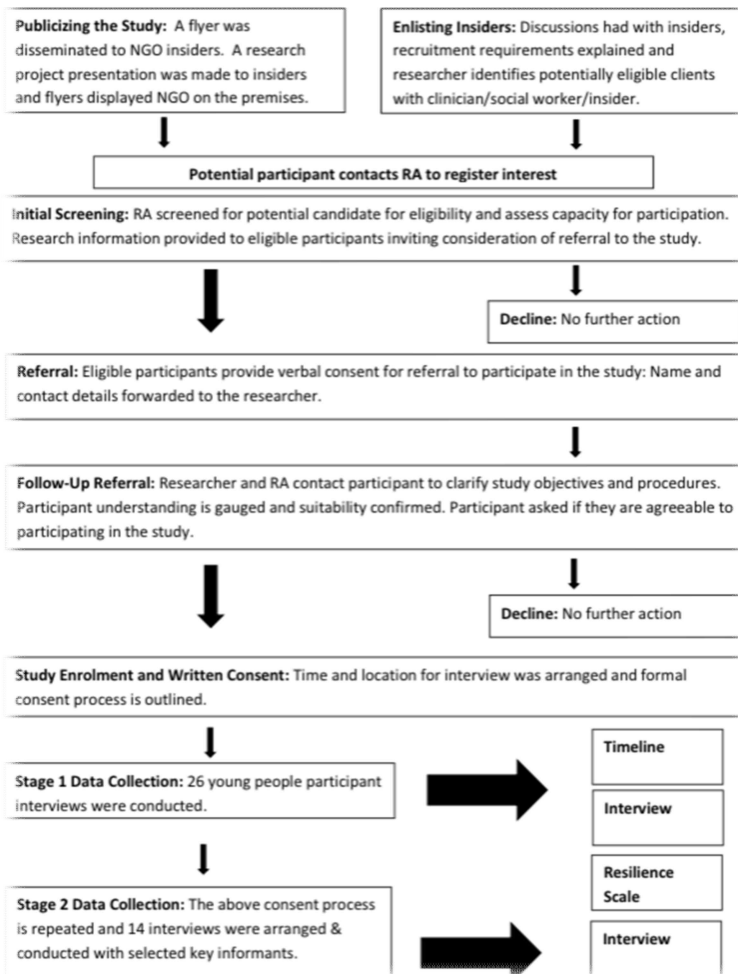 Publicizing the Study: A flyer was
disseminated to NGO insiders. A research
project presentation was made to insiders
and flyers displayed NGO on the premises.
Enlisting Insiders: Discussions had with insiders,
recruitment requirements explained and
researcher identifies potentially eligible clients
with clinician/social worker/insider.
Potential participant contacts RA to register interest
Initial Screening: RA screened for potential candidate for eligibility and assess capacity for participation.
Research information provided to eligible participants inviting consideration of referral to the study.
Decline: No further action
Referral: Eligible participants provide verbal consent for referral to participate in the study: Name and
contact details forwarded to the researcher.
Follow-Up Referral: Researcher and RA contact participant to clarify study objectives and procedures.
Participant understanding is gauged and suitability confirmed. Participant asked if they are agreeable to
participating in the study.
Decline: No further action
Study Enrolment and Written Consent: Time and location for interview was arranged and formal
consent process is outlined.
Stage 1 Data Collection: 26 young people participant
interviews were conducted.
Timeline
Interview
Resilience
Scale
Stage 2 Data Collection: The above consent process
is repeated and 14 interviews were arranged &
conducted with selected key informants.
Interview